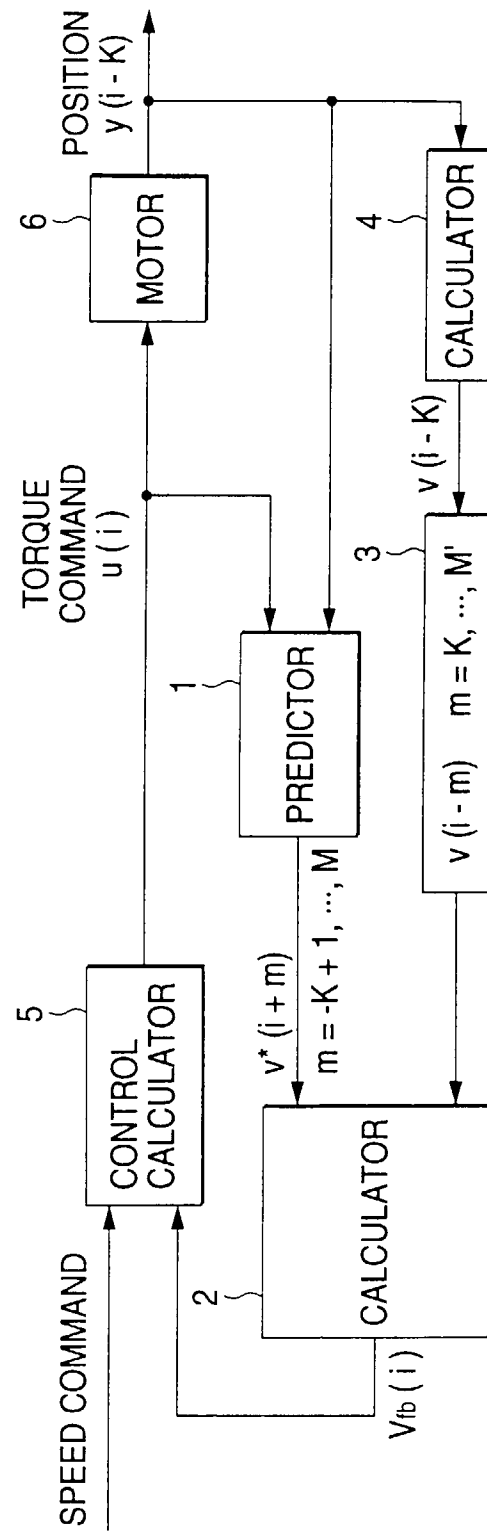 SPEED COMMAND
5
CONTROL
CALCULATOR
TORQUE
COMMAND
u ( i )
6
MOTOR
POSITION
y ( i - K )
1
PREDICTOR
v* ( i + m )
m = -K + 1, ..., M
2
CALCULATOR
Vfb ( i )
3
v ( i - m )    m = K, ..., M'
v ( i - K )
4
CALCULATOR